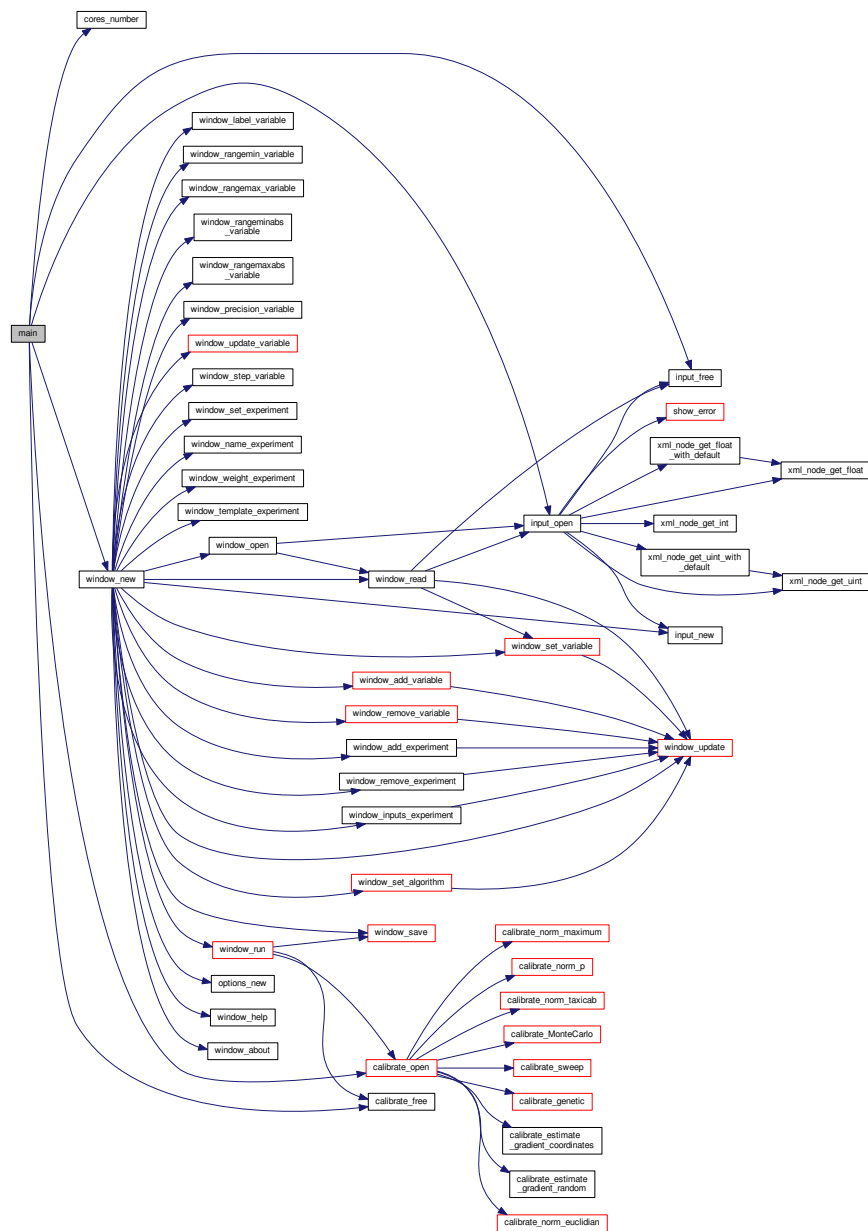 cores_number
window_label_variable
window_rangemin_variable
window_rangemax_variable
window_rangeminabs
_variable
window_rangemaxabs
_variable
window_precision_variable
main
window_update_variable
window_step_variable
input_free
window_set_experiment
show_error
window_name_experiment
xml_node_get_float
_with_default
xml_node_get_float
window_weight_experiment
window_template_experiment
input_open
xml_node_get_int
window_open
xml_node_get_uint_with
_default
window_new
window_read
xml_node_get_uint
input_new
window_set_variable
window_add_variable
window_remove_variable
window_add_experiment
window_update
window_remove_experiment
window_inputs_experiment
window_set_algorithm
window_save
calibrate_norm_maximum
window_run
calibrate_norm_p
options_new
calibrate_norm_taxicab
window_help
calibrate_MonteCarlo
window_about
calibrate_open
calibrate_sweep
calibrate_free
calibrate_genetic
calibrate_estimate
_gradient_coordinates
calibrate_estimate
_gradient_random
calibrate_norm_euclidian